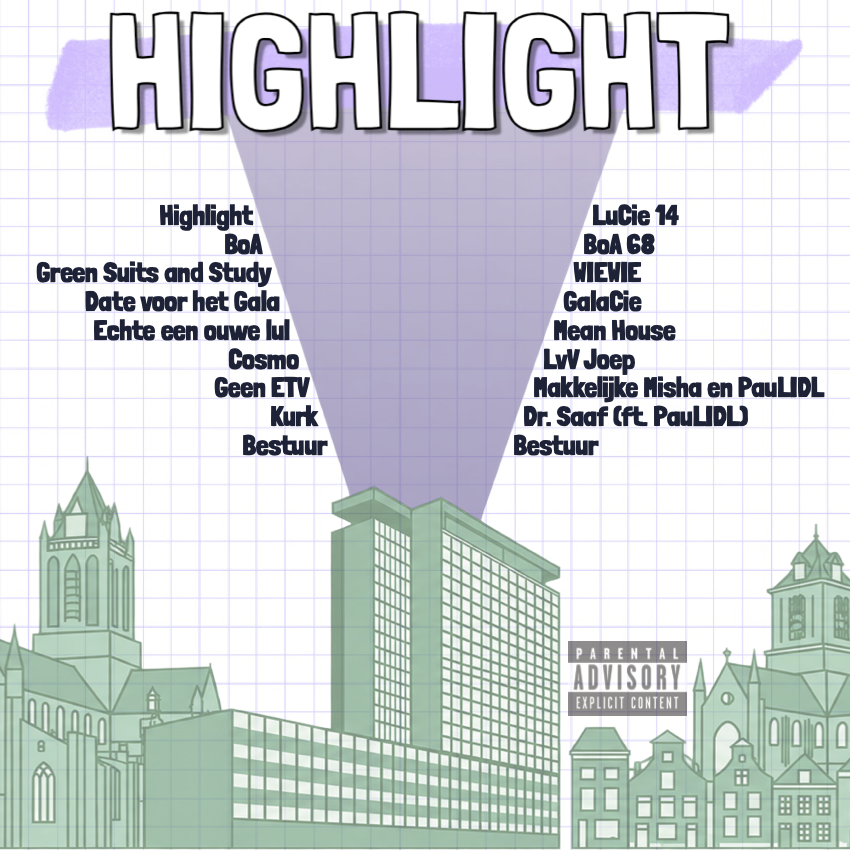 HIGHLIGHT
Highlight LuCie 14
BoA BoA 68
Green Suits and Study WIEWIE
Date voor het Gala GalaCie
Echte een ouwe lul Mean House
Cosmo LvV Joep
Geen ETV Makkelijke Misha en PauLIDL
Kurk Dr. Saaf (ft. PauLIDL)
Bestuur Bestuur
PARENTAL
ADVISORY
EXPLICIT CONTENT